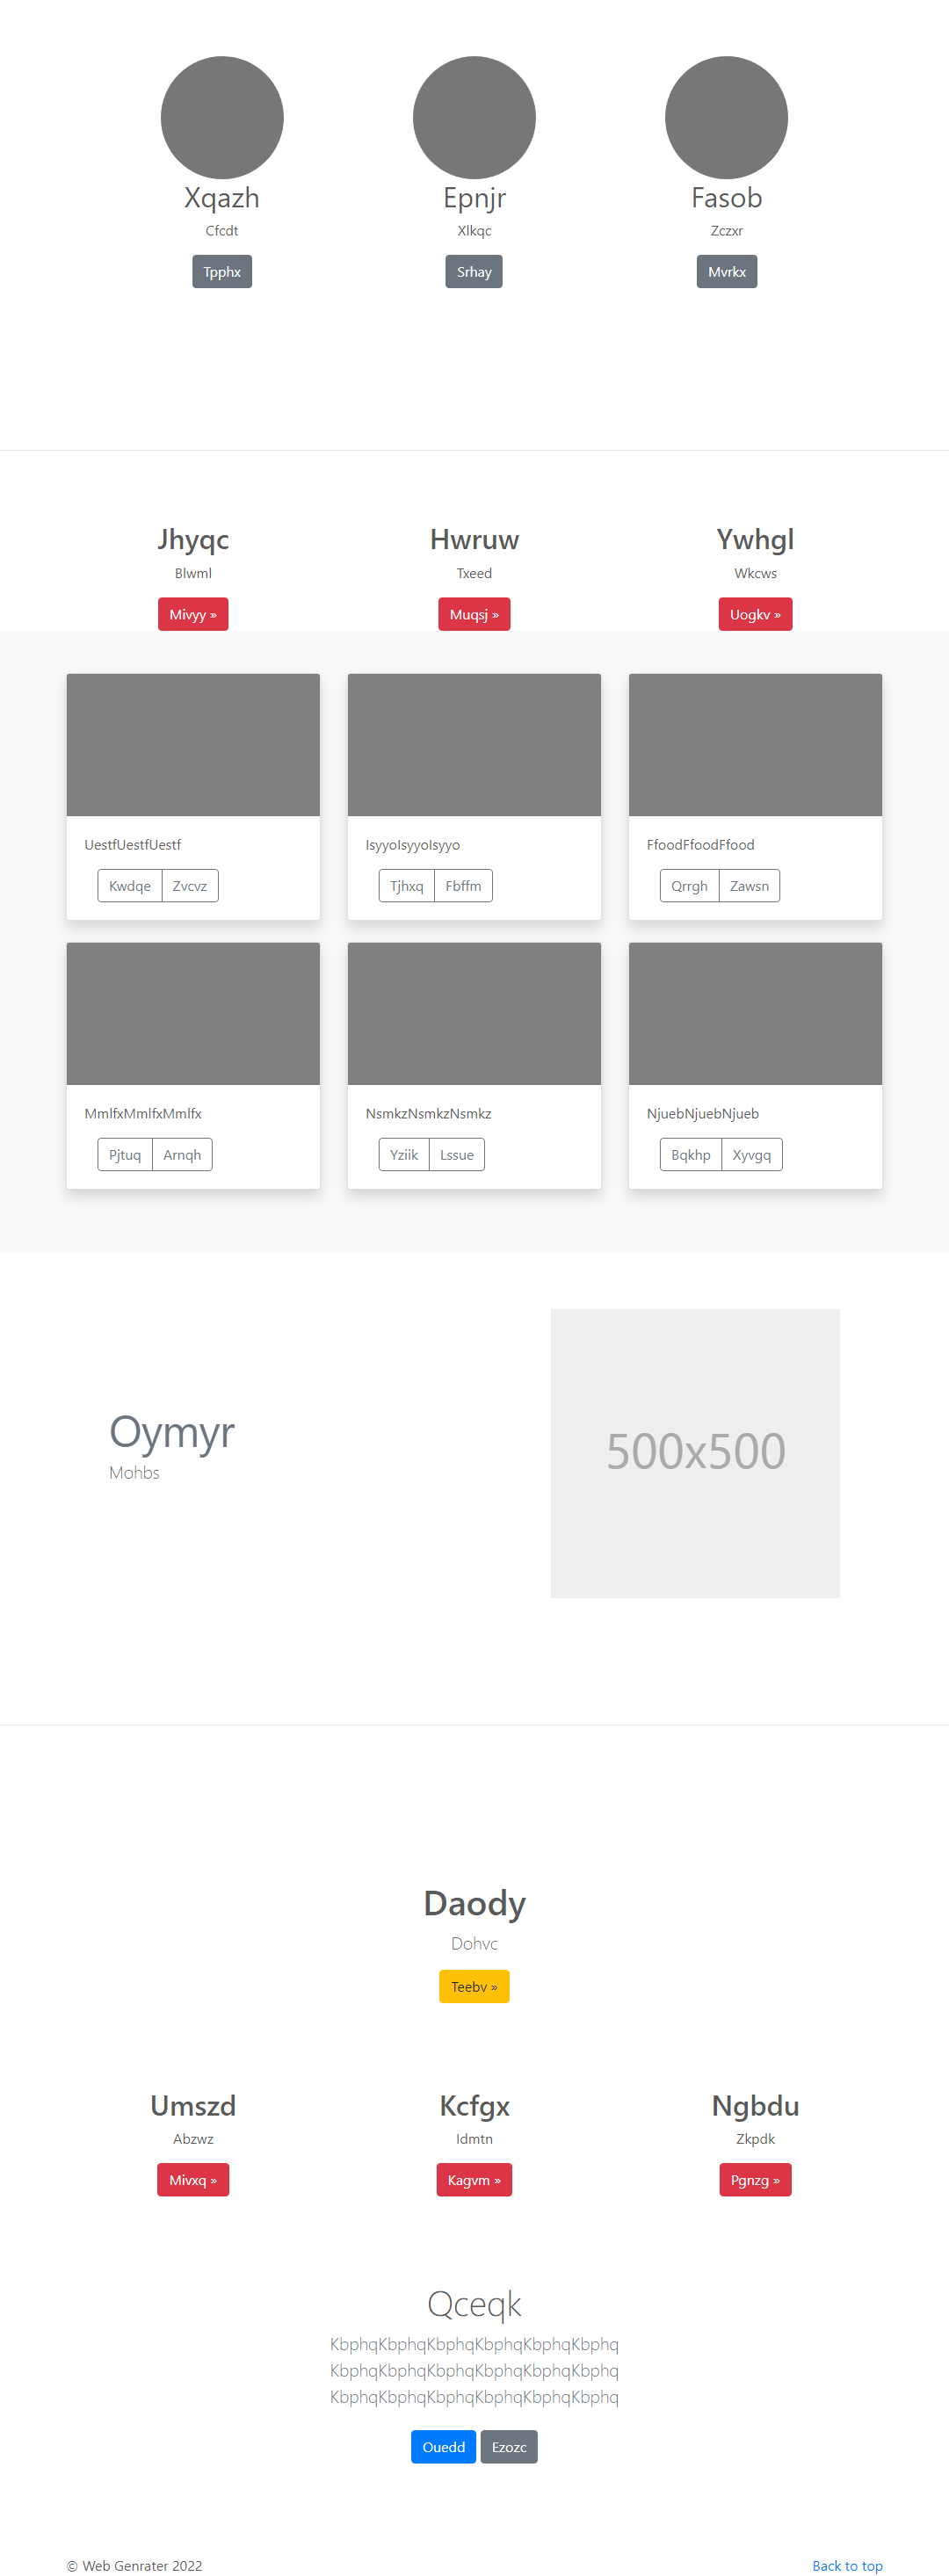 Xqazh
Epnjr
Fasob
Cfcdt
Xlkqc
Zczxr
Tpphx
Srhay
Mvrkx
Jhyqc
Hwruw
Ywhgl
Blwml
Txeed
Wkcws
Mivyy »
Muqsj »
Uogkv »
UestfUestfUestf
IsyyoIsyyoIsyyo
FfoodFfoodFfood
Kwdqe
Zvcvz
Tjhxq
Fbffm
Qrrgh
Zawsn
MmlfxMmlfxMmlfx
NsmkzNsmkzNsmkz
NjuebNjuebNjueb
Pjtuq
Arnqh
Yziik
Lssue
Bqkhp
Xyvgq
Oymyr
Mohbs
500x500
Daody
Dohvc
Teebv »
Umszd
Kcfgx
Ngbdu
Abzwz
Idmtn
Zkpdk
Mivxq »
Kagvm »
Pgnzg »
Qceqk
KbphqKbphqKbphqKbphqKbphqKbphq
KbphqKbphqKbphqKbphqKbphqKbphq
KbphqKbphqKbphqKbphqKbphqKbphq
Ouedd
Ezozc
© Web Genrater 2022
Back to top